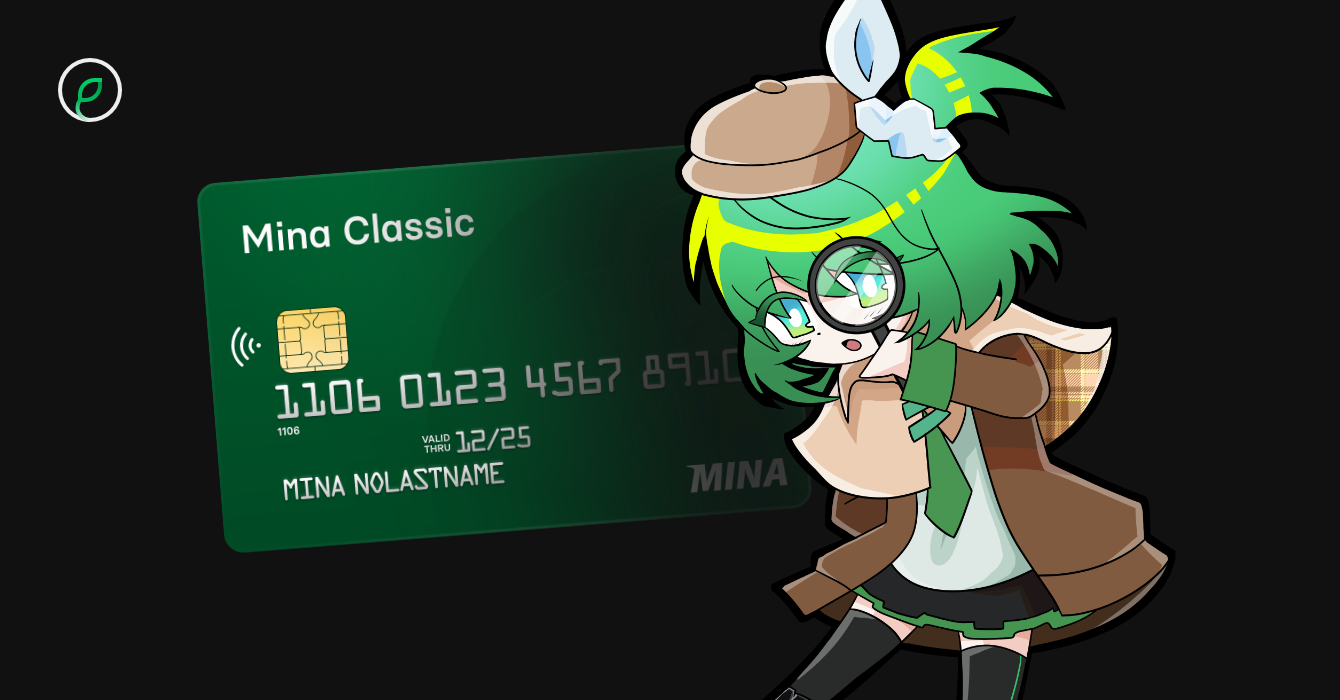 Mina Classic
1106 0123 4567 8910
1106
VALID THRU 12/25
MINA NOLASTNAME
MINA